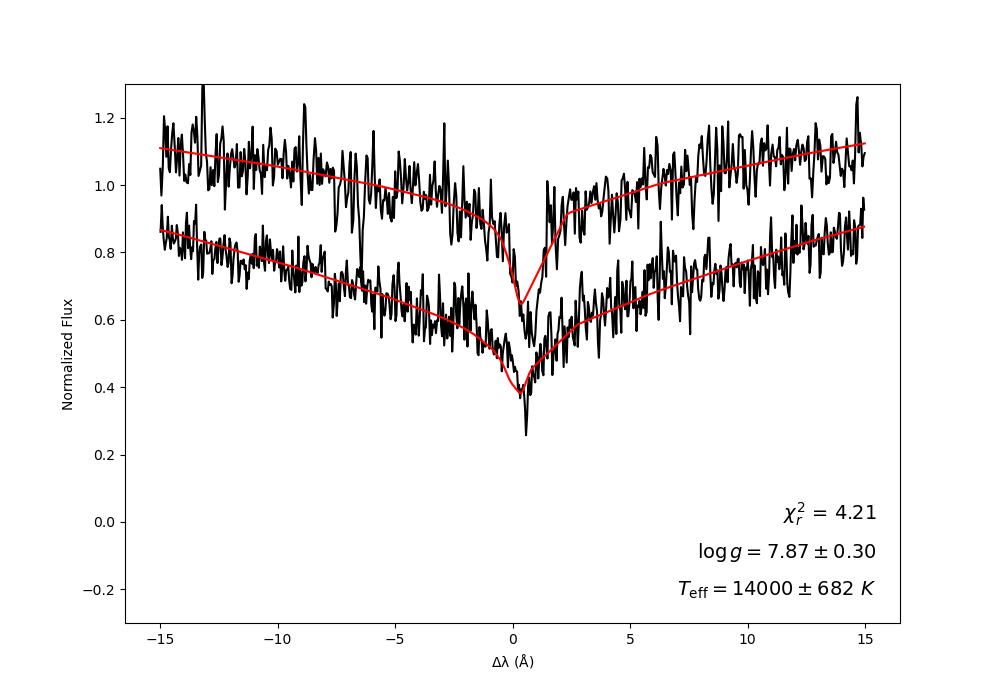 1.2
1.0
0.8
0.6
0.4
0.2
0.0
−0.2
Normalized Flux
χ²ᵣ = 4.21
log g = 7.87 ± 0.30
T_eff = 14000 ± 682 K
−15 −10 −5 0 5 10 15
Δλ (Å)